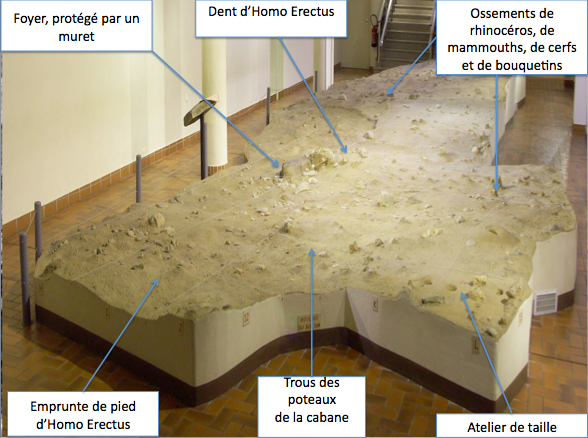 Foyer, protégé par un
muret
Dent d'Homo Erectus
Ossements de
rhinocéros, de
mammouths, de cerfs
et de bouquetins
Emprunte de pied
d'Homo Erectus
Trous des
poteaux
de la cabane
Atelier de taille